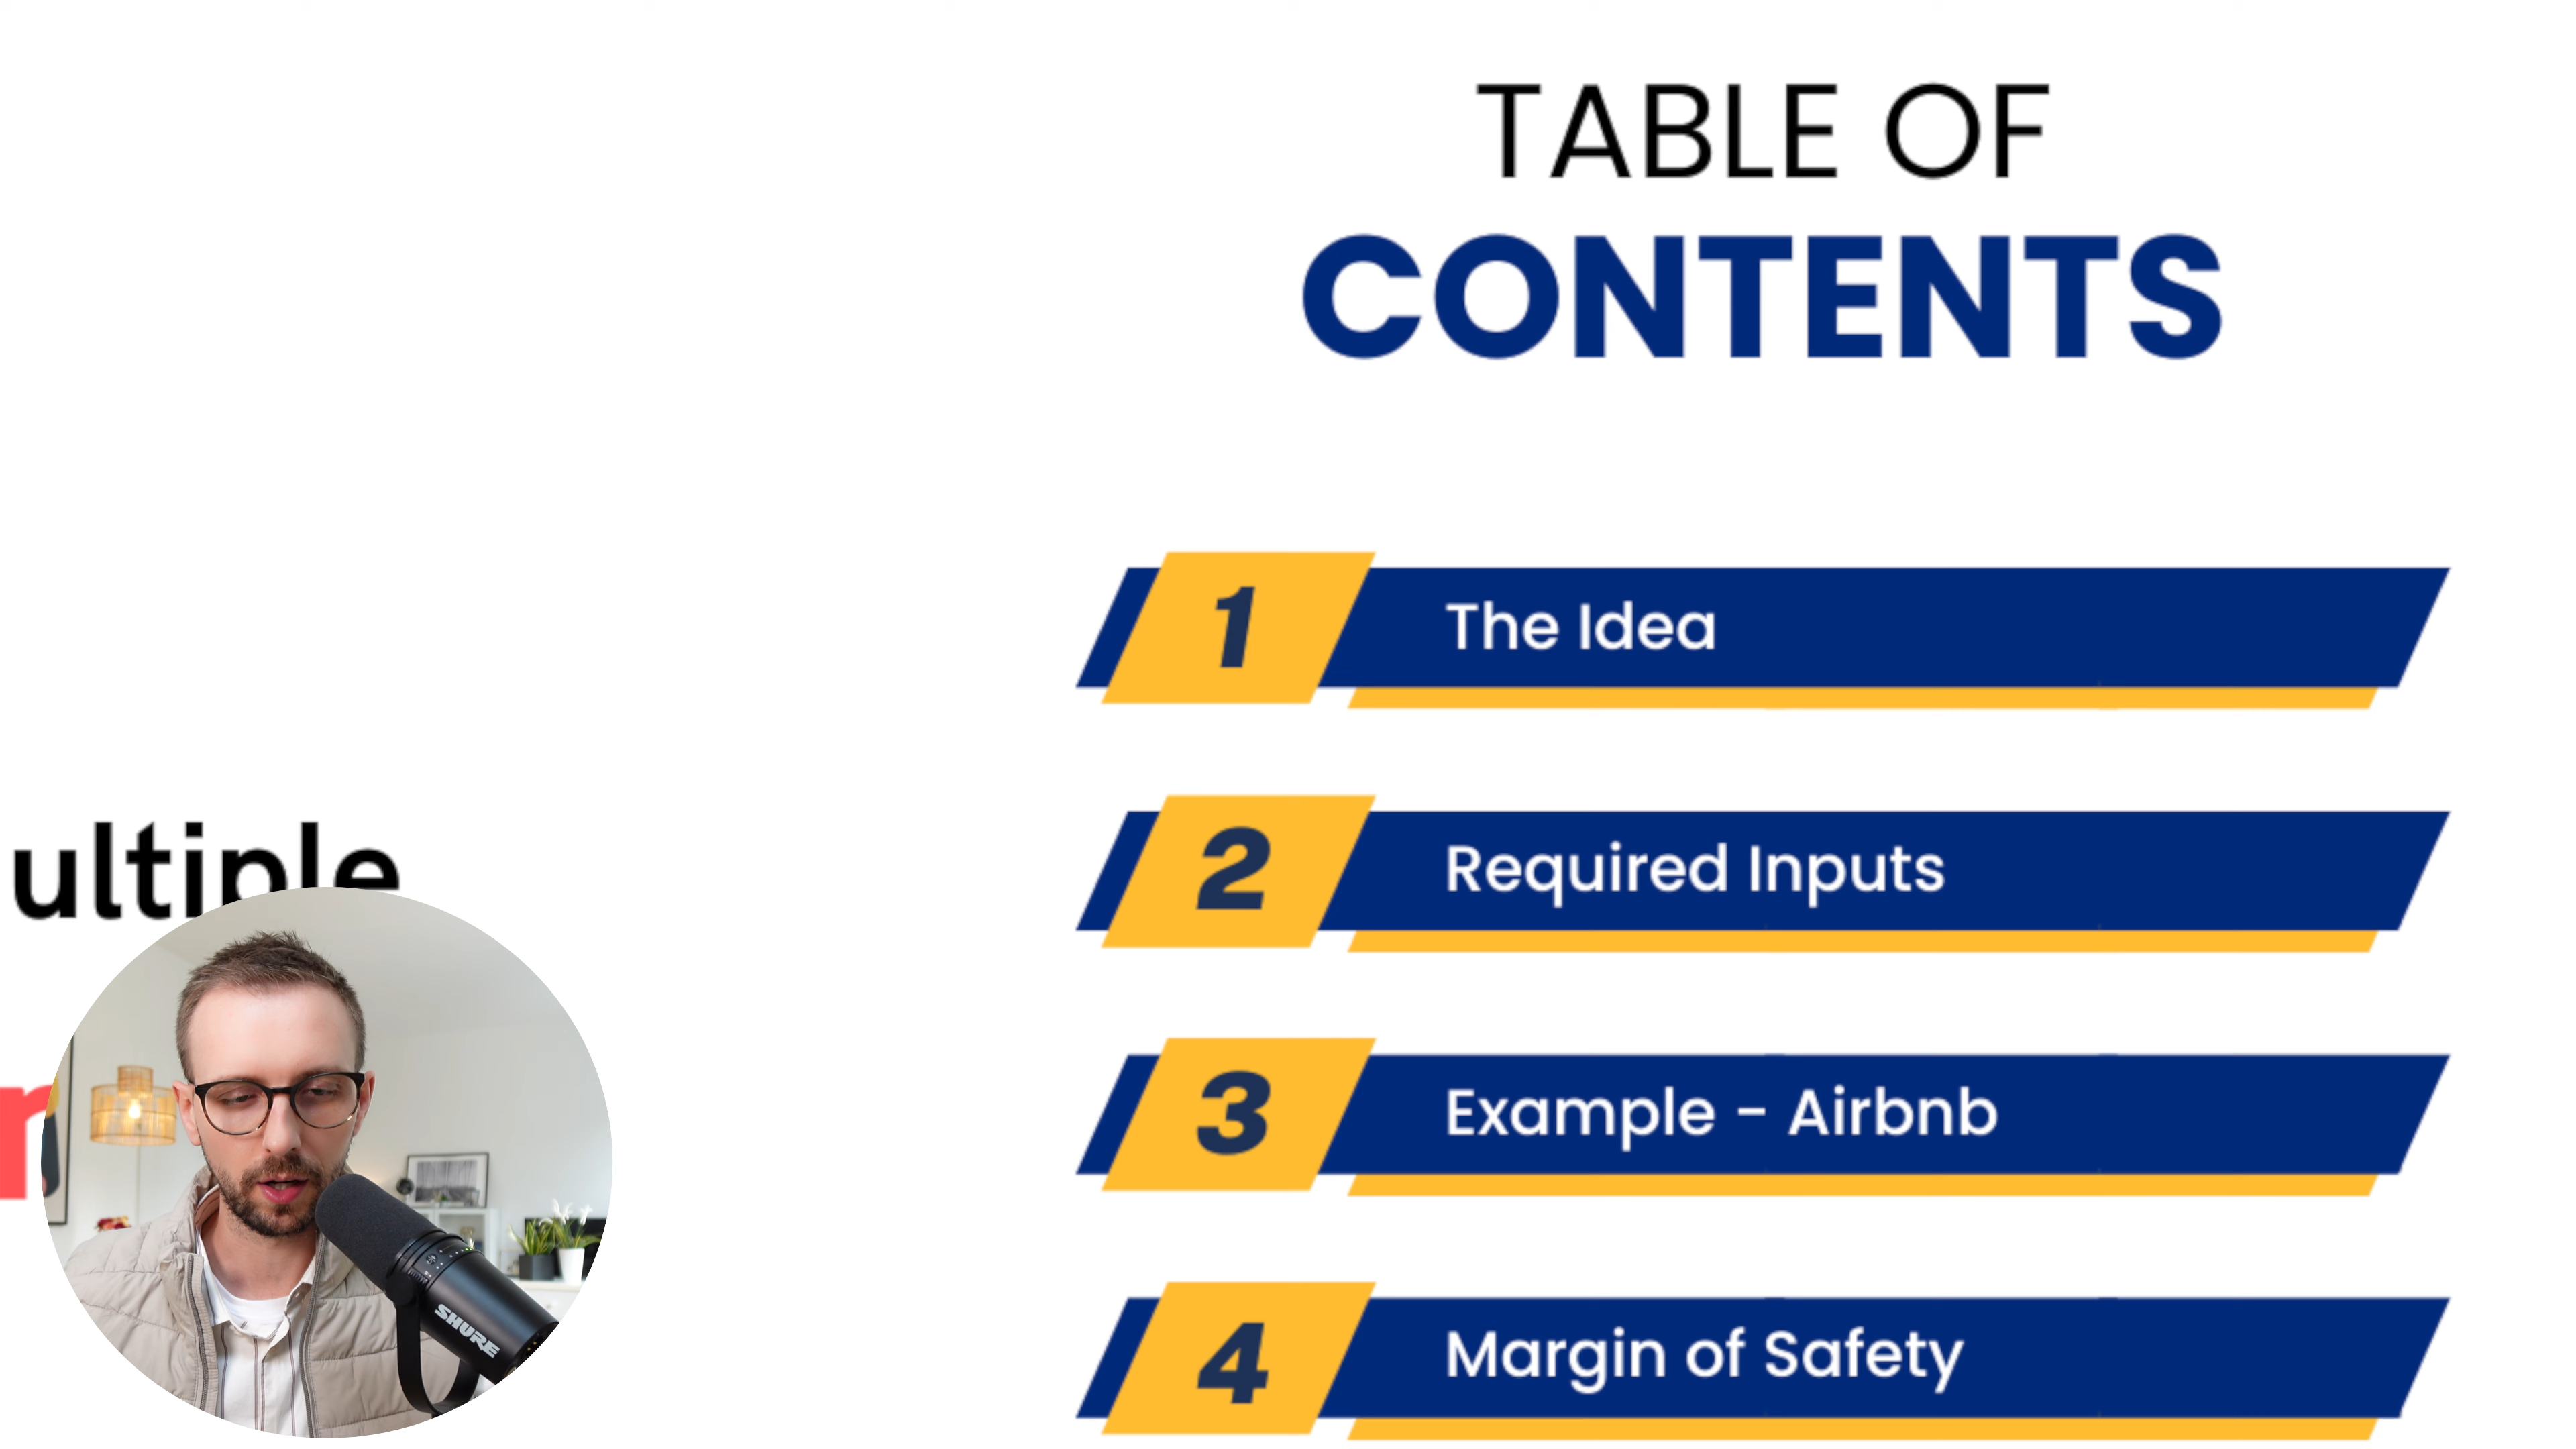 TABLE OF
CONTENTS
1 The Idea
2 Required Inputs
3 Example - Airbnb
4 Margin of Safety
ultiple
SHURE